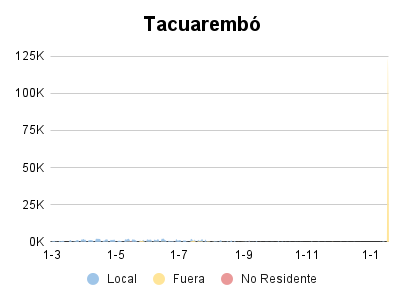 Tacuarembó
125K
100K
75K
50K
25K
0K
1-3 1-5 1-7 1-9 1-11 1-1
Local Fuera No Residente